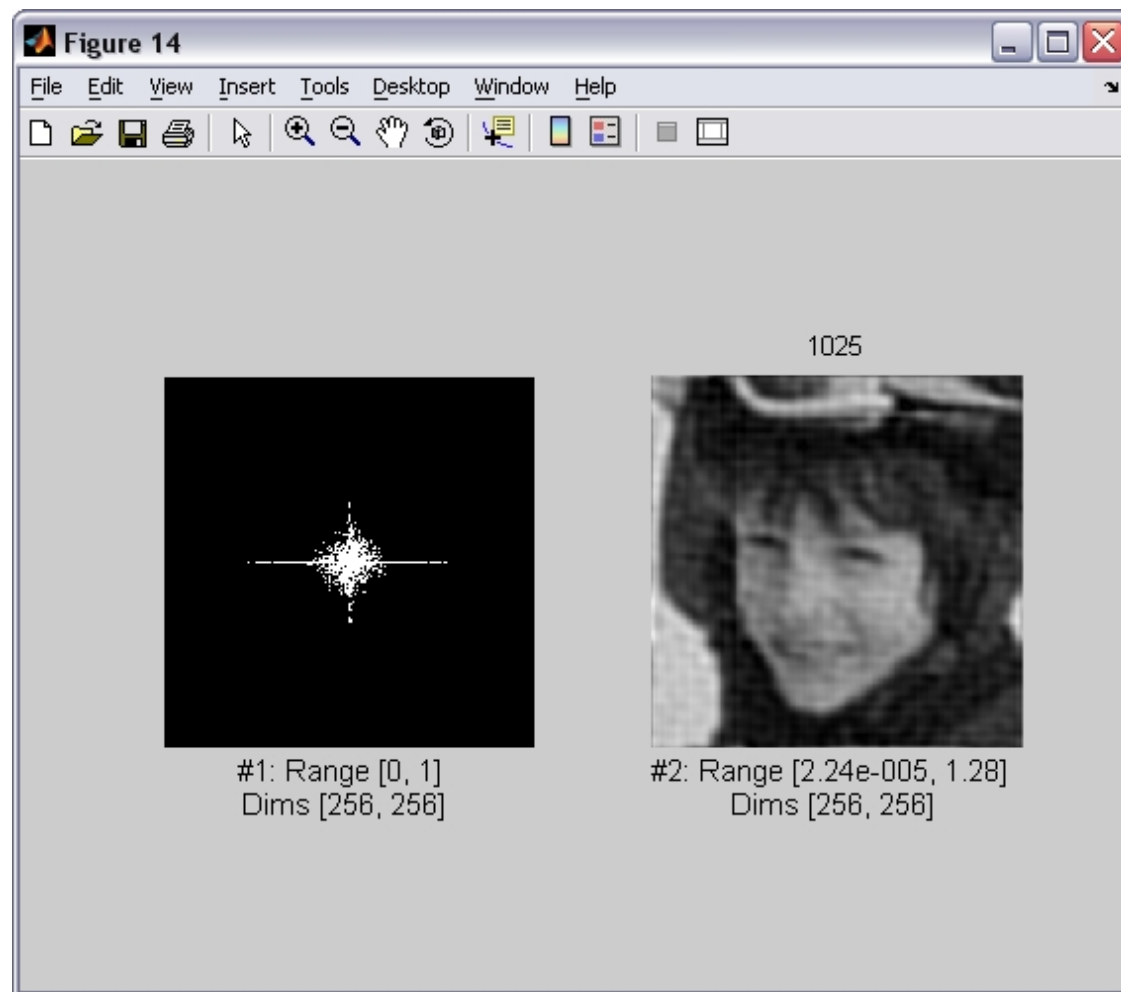 Figure 14
File Edit View Insert Tools Desktop Window Help
1025
#1: Range [0, 1]
Dims [256, 256]
#2: Range [2.24e-005, 1.28]
Dims [256, 256]